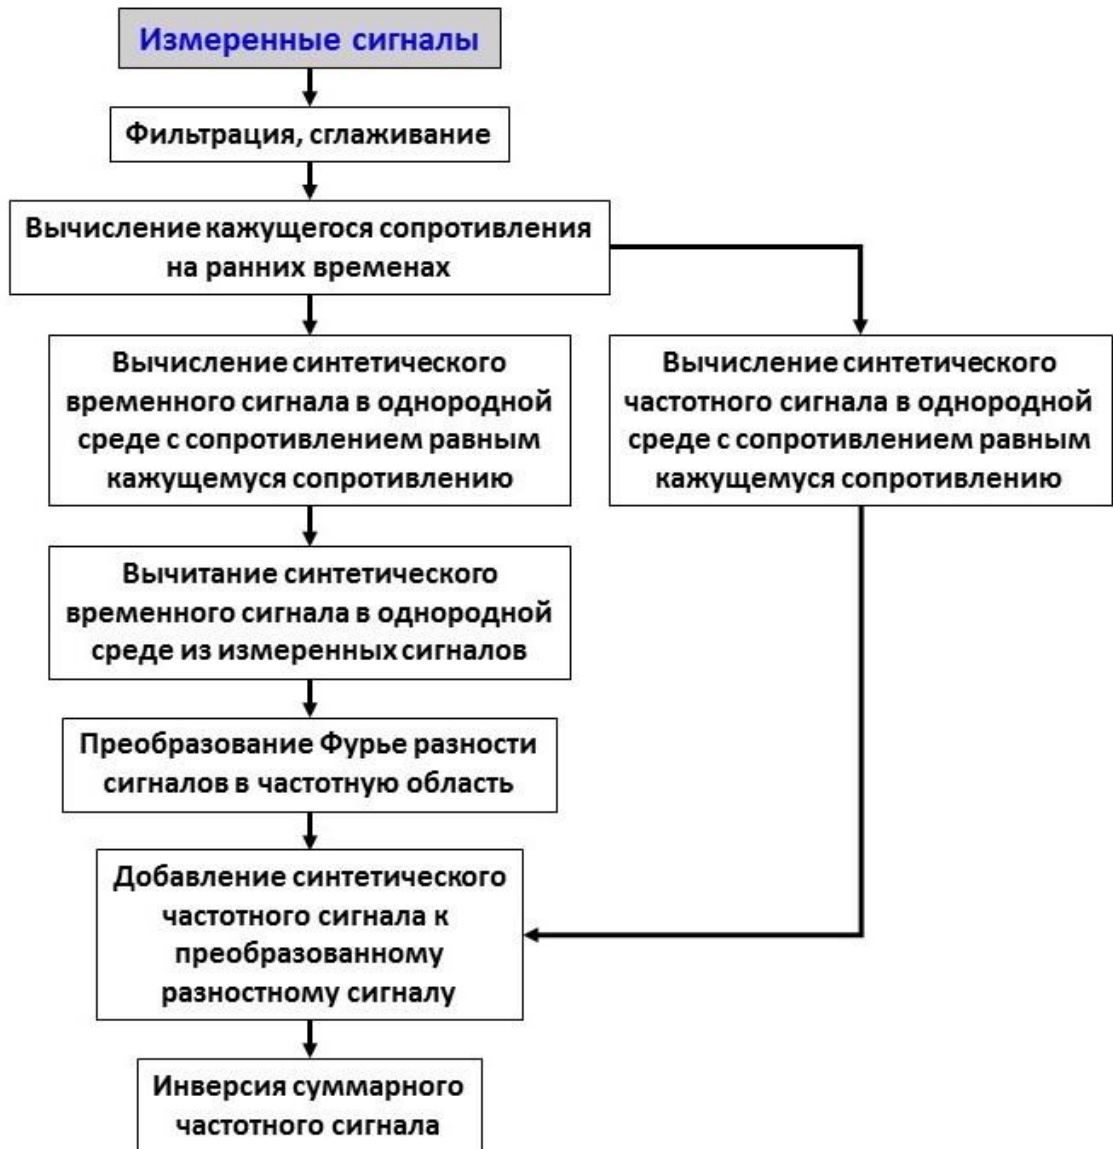 Измеренные сигналы
Фильтрация, сглаживание
Вычисление кажущегося сопротивления
на ранних временах
Вычисление синтетического
временного сигнала в однородной
среде с сопротивлением равным
кажущемуся сопротивлению
Вычисление синтетического
частотного сигнала в однородной
среде с сопротивлением равным
кажущемуся сопротивлению
Вычитание синтетического
временного сигнала в однородной
среде из измеренных сигналов
Преобразование Фурье разности
сигналов в частотную область
Добавление синтетического
частотного сигнала к
преобразованному
разностному сигналу
Инверсия суммарного
частотного сигнала